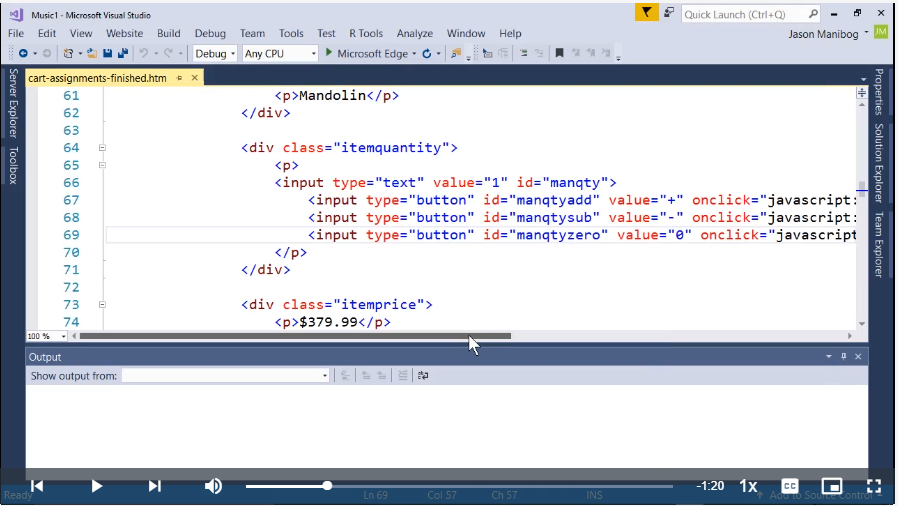 Music1 - Microsoft Visual Studio
Quick Launch (Ctrl+Q)
File Edit View Website Build Debug Team Tools Test R Tools Analyze Window Help
Jason Manibog JM
Debug Any CPU Microsoft Edge
Server Explorer
Toolbox
cart-assignments-finished.htm
61 <p>Mandolin</p>
62 </div>
63
64 <div class="itemquantity">
65 <p>
66 <input type="text" value="1" id="manqty">
67 <input type="button" id="manqtyadd" value="+" onclick="javascript:
68 <input type="button" id="manqtysub" value="-" onclick="javascript:
69 <input type="button" id="manqtyzero" value="0" onclick="javascript
70 </p>
71 </div>
72
73 <div class="itemprice">
74 <p>$379.99</p>
100 %
Properties
Solution Explorer
Team Explorer
Output
Show output from:
-1:20 1x CC
Ready Ln 69 Col 57 Ch 57 INS Add to Source Control